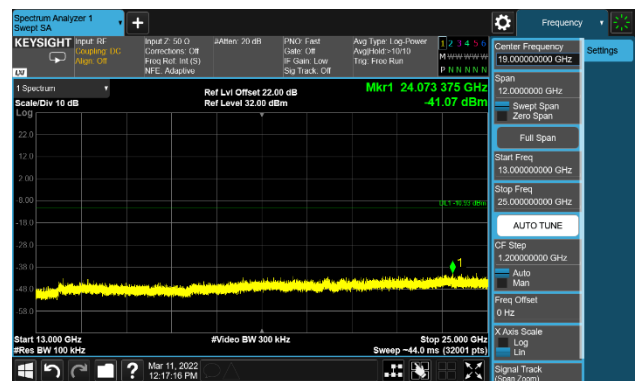 Spectrum Analyzer 1
Swept SA
+
Frequency
KEYSIGHT
Input: RF
Coupling: DC
Align: Off
Input Z: 50 Ω
Corrections: Off
Freq Ref: Int (S)
NFE: Adaptive
#Atten: 20 dB
PNO: Fast
Gate: Off
IF Gain: Low
Sig Track: Off
Avg Type: Log-Power
Avg|Hold:>10/10
Trig: Free Run
1 2 3 4 5 6
M W W W W W
P N N N N N
LXI
1 Spectrum
Scale/Div 10 dB
Log
Ref Lvl Offset 22.00 dB
Ref Level 32.00 dBm
Mkr1 24.073 375 GHz
-41.07 dBm
22.0
12.0
2.00
-8.00
-18.0
-28.0
-38.0
-48.0
-58.0
DL1 -10.93 dBm
1
Start 13.000 GHz
#Res BW 100 kHz
#Video BW 300 kHz
Stop 25.000 GHz
Sweep ~44.0 ms (32001 pts)
Mar 11, 2022
12:17:16 PM
?
Center Frequency
19.000000000 GHz
Settings
Span
12.0000000 GHz
Swept Span
Zero Span
Full Span
Start Freq
13.000000000 GHz
Stop Freq
25.000000000 GHz
AUTO TUNE
CF Step
1.200000000 GHz
Auto
Man
Freq Offset
0 Hz
X Axis Scale
Log
Lin
Signal Track
(Span Zoom)